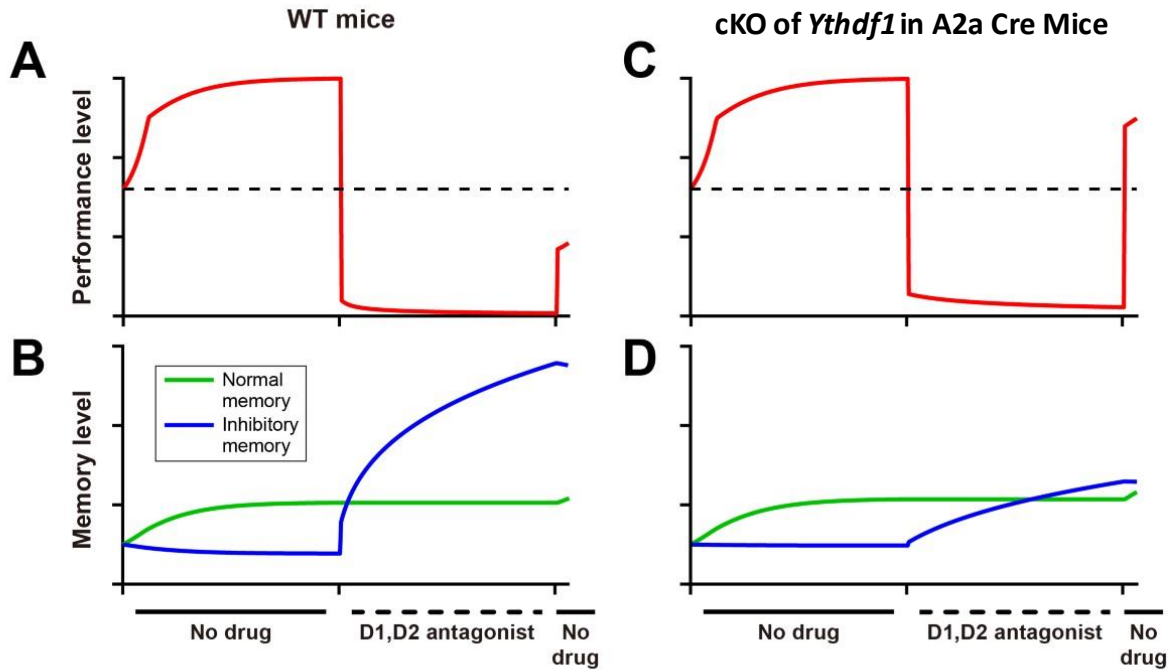 WT mice
cKO of Ythdf1 in A2a Cre Mice
A
C
Performance level
B
D
Memory level
Normal
memory
Inhibitory
memory
No drug
D1,D2 antagonist
No
drug
No drug
D1,D2 antagonist
No
drug